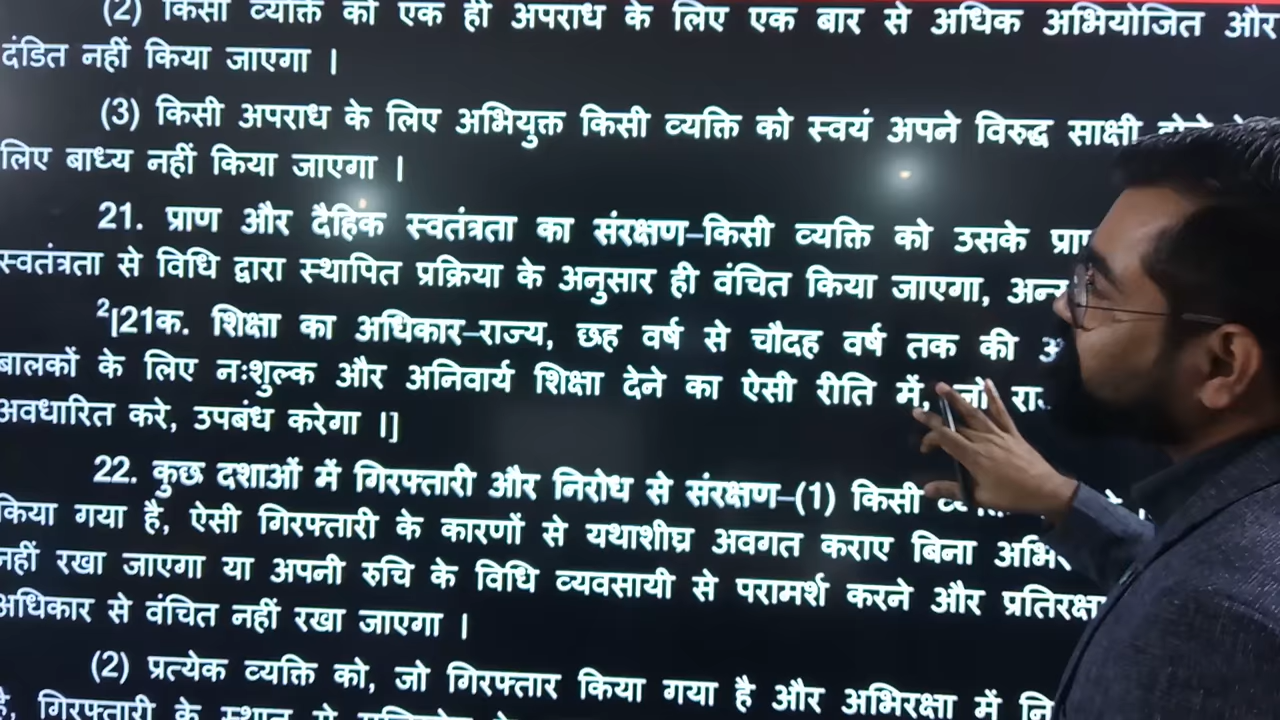 (2) किसी व्यक्ति को एक ही अपराध के लिए एक बार से अधिक अभियोजित और
दंडित नहीं किया जाएगा ।
(3) किसी अपराध के लिए अभियुक्त किसी व्यक्ति को स्वयं अपने विरुद्ध साक्षी
लिए बाध्य नहीं किया जाएगा ।
21. प्राण और दैहिक स्वतंत्रता का संरक्षण–किसी व्यक्ति को उसके
स्वतंत्रता से विधि द्वारा स्थापित प्रक्रिया के अनुसार ही वंचित किया जाएगा,
2[21क. शिक्षा का अधिकार–राज्य, छह वर्ष से चौदह वर्ष तक की
बालकों के लिए नःशुल्क और अनिवार्य शिक्षा देने का ऐसी रीति में,
अवधारित करे, उपबंध करेगा ।]
22. कुछ दशाओं में गिरफ्तारी और निरोध से संरक्षण–(1) किसी
किया गया है, ऐसी गिरफ्तारी के कारणों से यथाशीघ्र अवगत कराए बिना
नहीं रखा जाएगा या अपनी रुचि के विधि व्यवसायी से परामर्श करने और प्रतिरक्षा
अधिकार से वंचित नहीं रखा जाएगा ।
(2) प्रत्येक व्यक्ति को, जो गिरफ्तार किया गया है और अभिरक्षा में
है, गिरफ्तारी के स्थान से